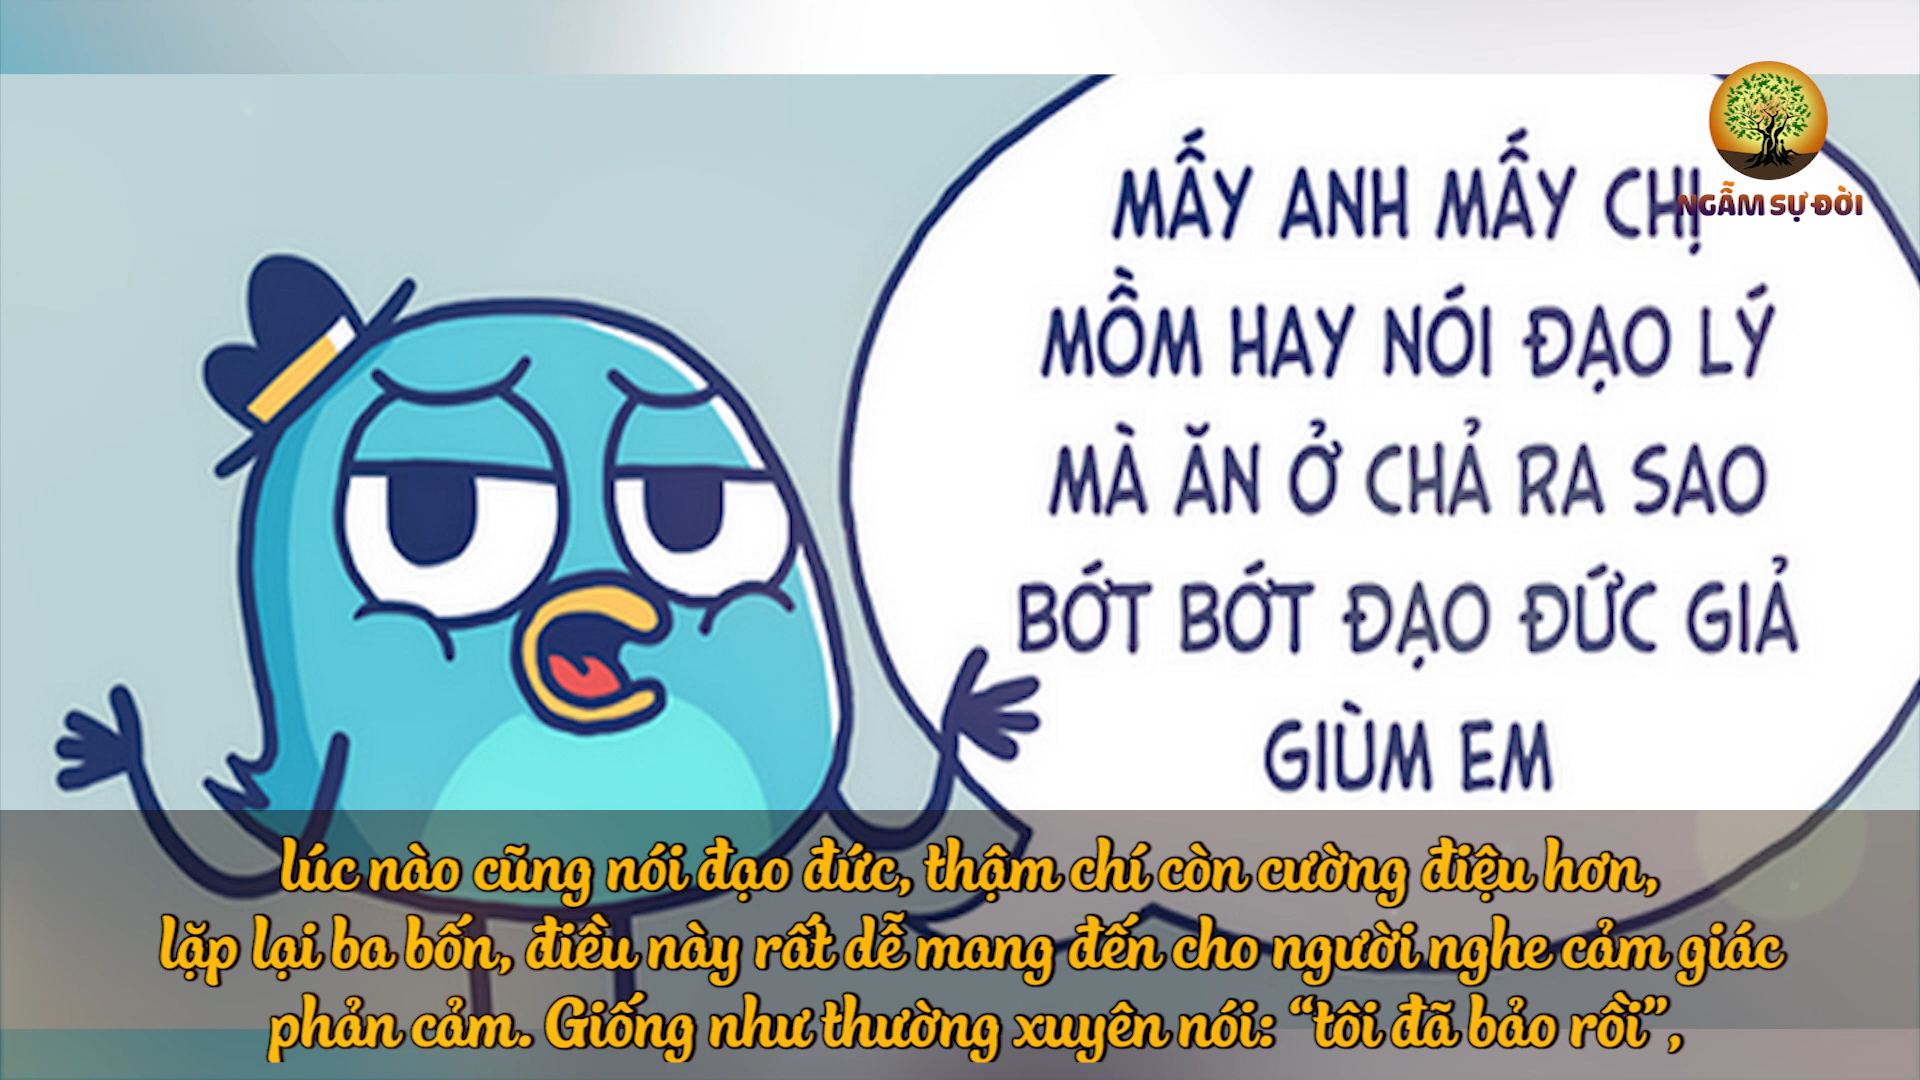 NGẪM SỰ ĐỜI
MẤY ANH MẤY CHỊ
MỒM HAY NÓI ĐẠO LÝ
MÀ ĂN Ở CHẢ RA SAO
BỚT BỚT ĐẠO ĐỨC GIẢ
GIÙM EM
lúc nào cũng nói đạo đức, thậm chí còn cường điệu hơn,
lặp lại ba bốn, điều này rất dễ mang đến cho người nghe cảm giác
phản cảm. Giống như thường xuyên nói: “tôi đã bảo rồi”,